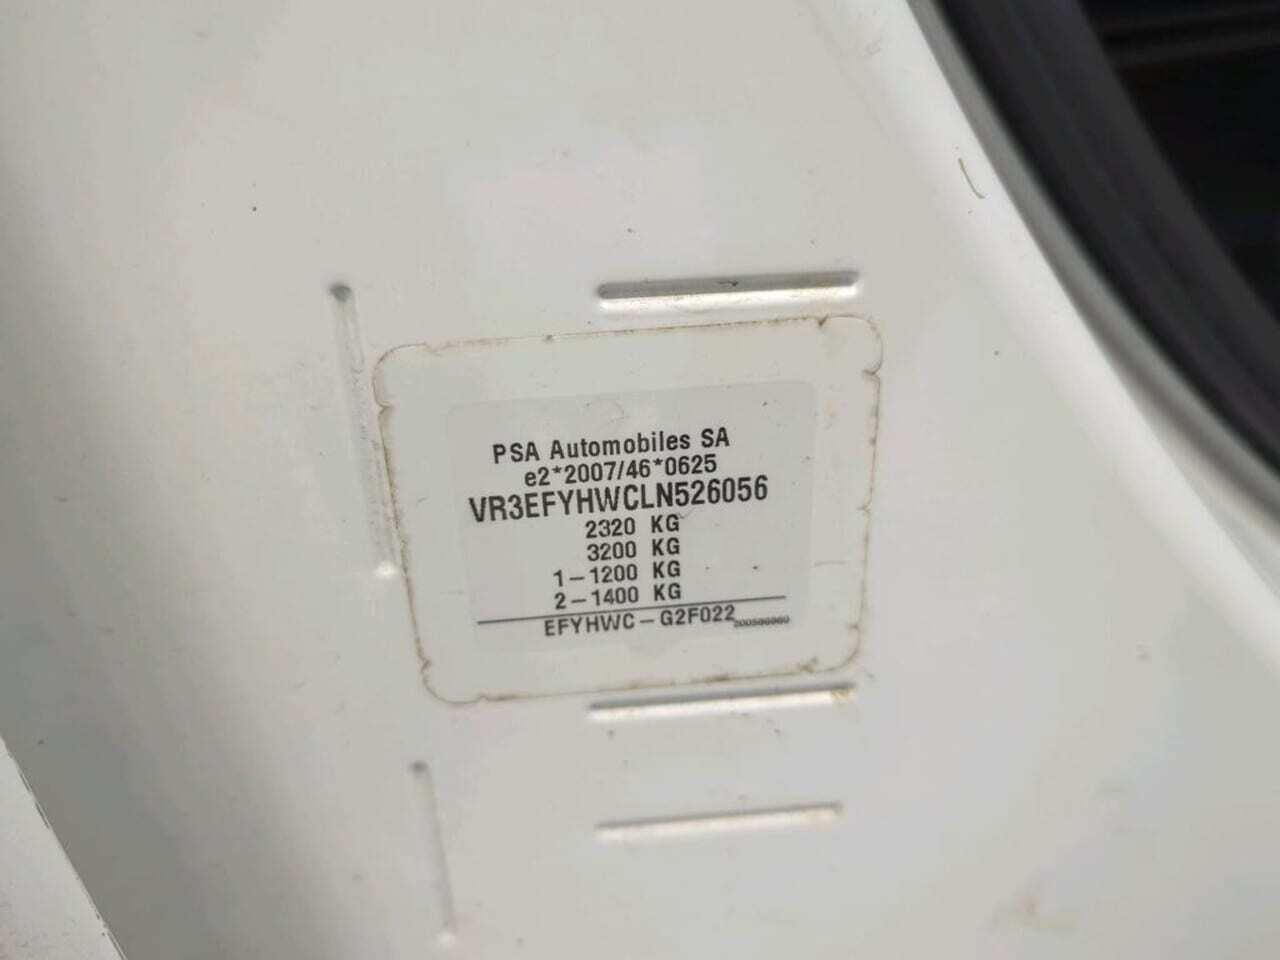 PSA Automobiles SA
e2*2007/46*0625
VR3EFYHWCLN526056
2320 KG
3200 KG
1-1200 KG
2-1400 KG
EFYHWC-G2F022